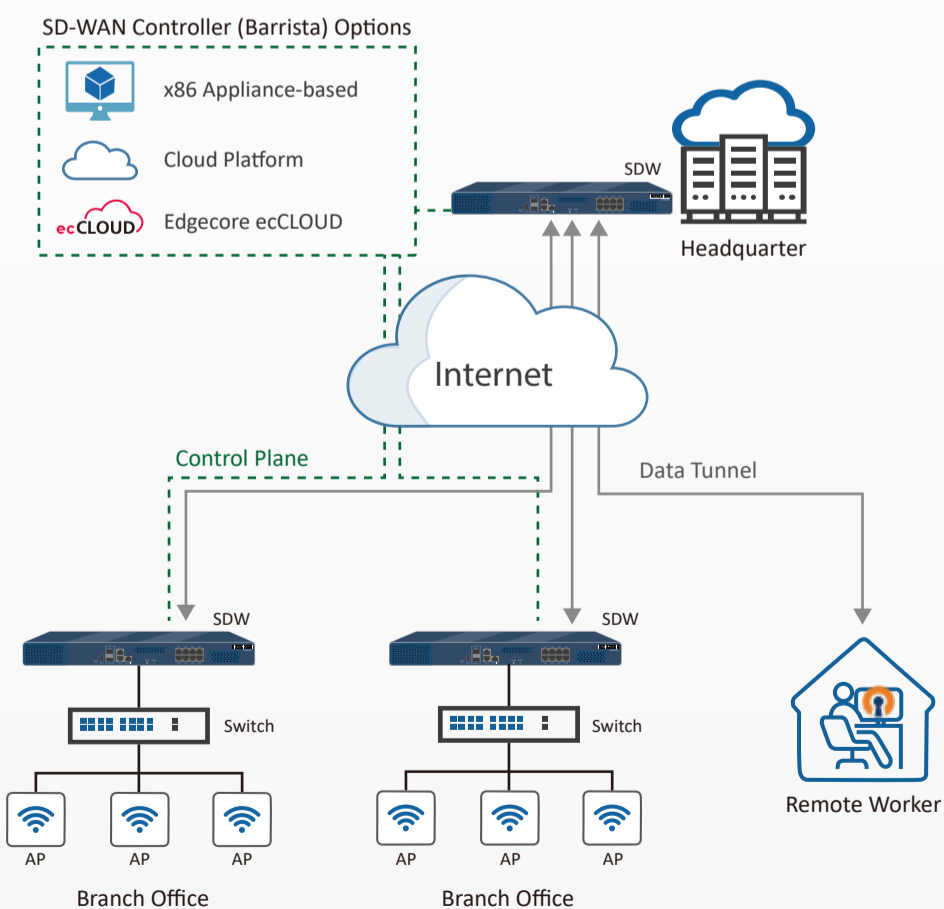 SD-WAN Controller (Barrista) Options
x86 Appliance-based
Cloud Platform
ecCLOUD
Edgecore ecCLOUD
SDW
Headquarter
Internet
Control Plane
Data Tunnel
SDW
SDW
Switch
Switch
Remote Worker
AP
AP
AP
AP
AP
AP
Branch Office
Branch Office